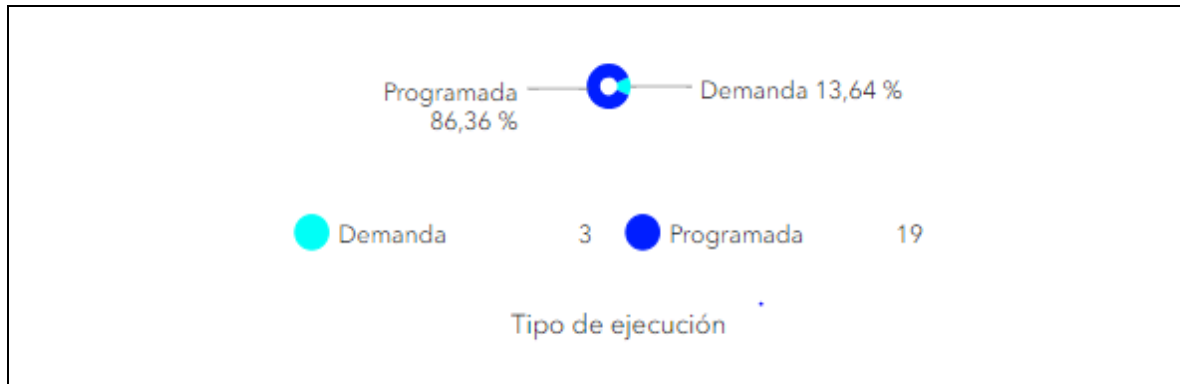 Programada
86,36 %
Demanda 13,64 %
Demanda 3 Programada 19
Tipo de ejecución